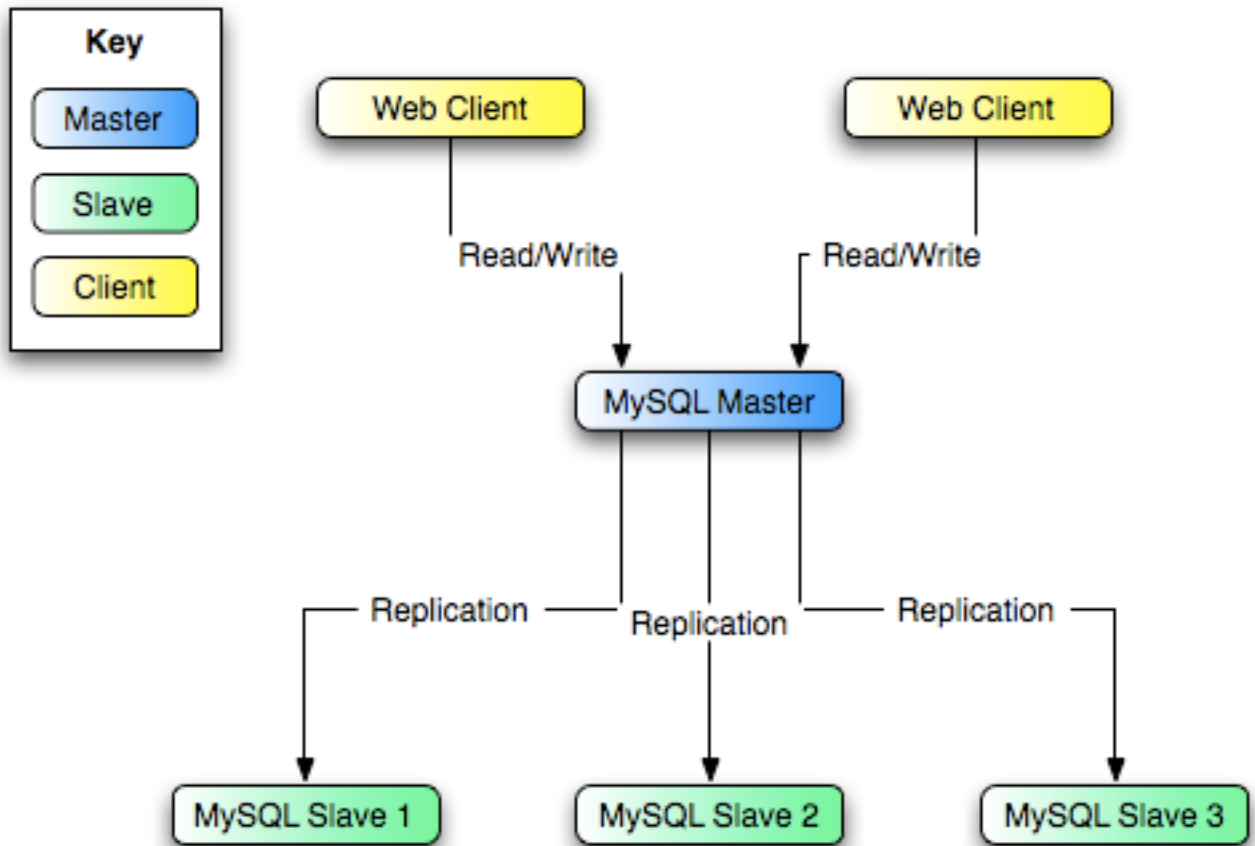 Key
Master
Slave
Client
Web Client
Web Client
Read/Write
Read/Write
MySQL Master
Replication
Replication
Replication
MySQL Slave 1
MySQL Slave 2
MySQL Slave 3